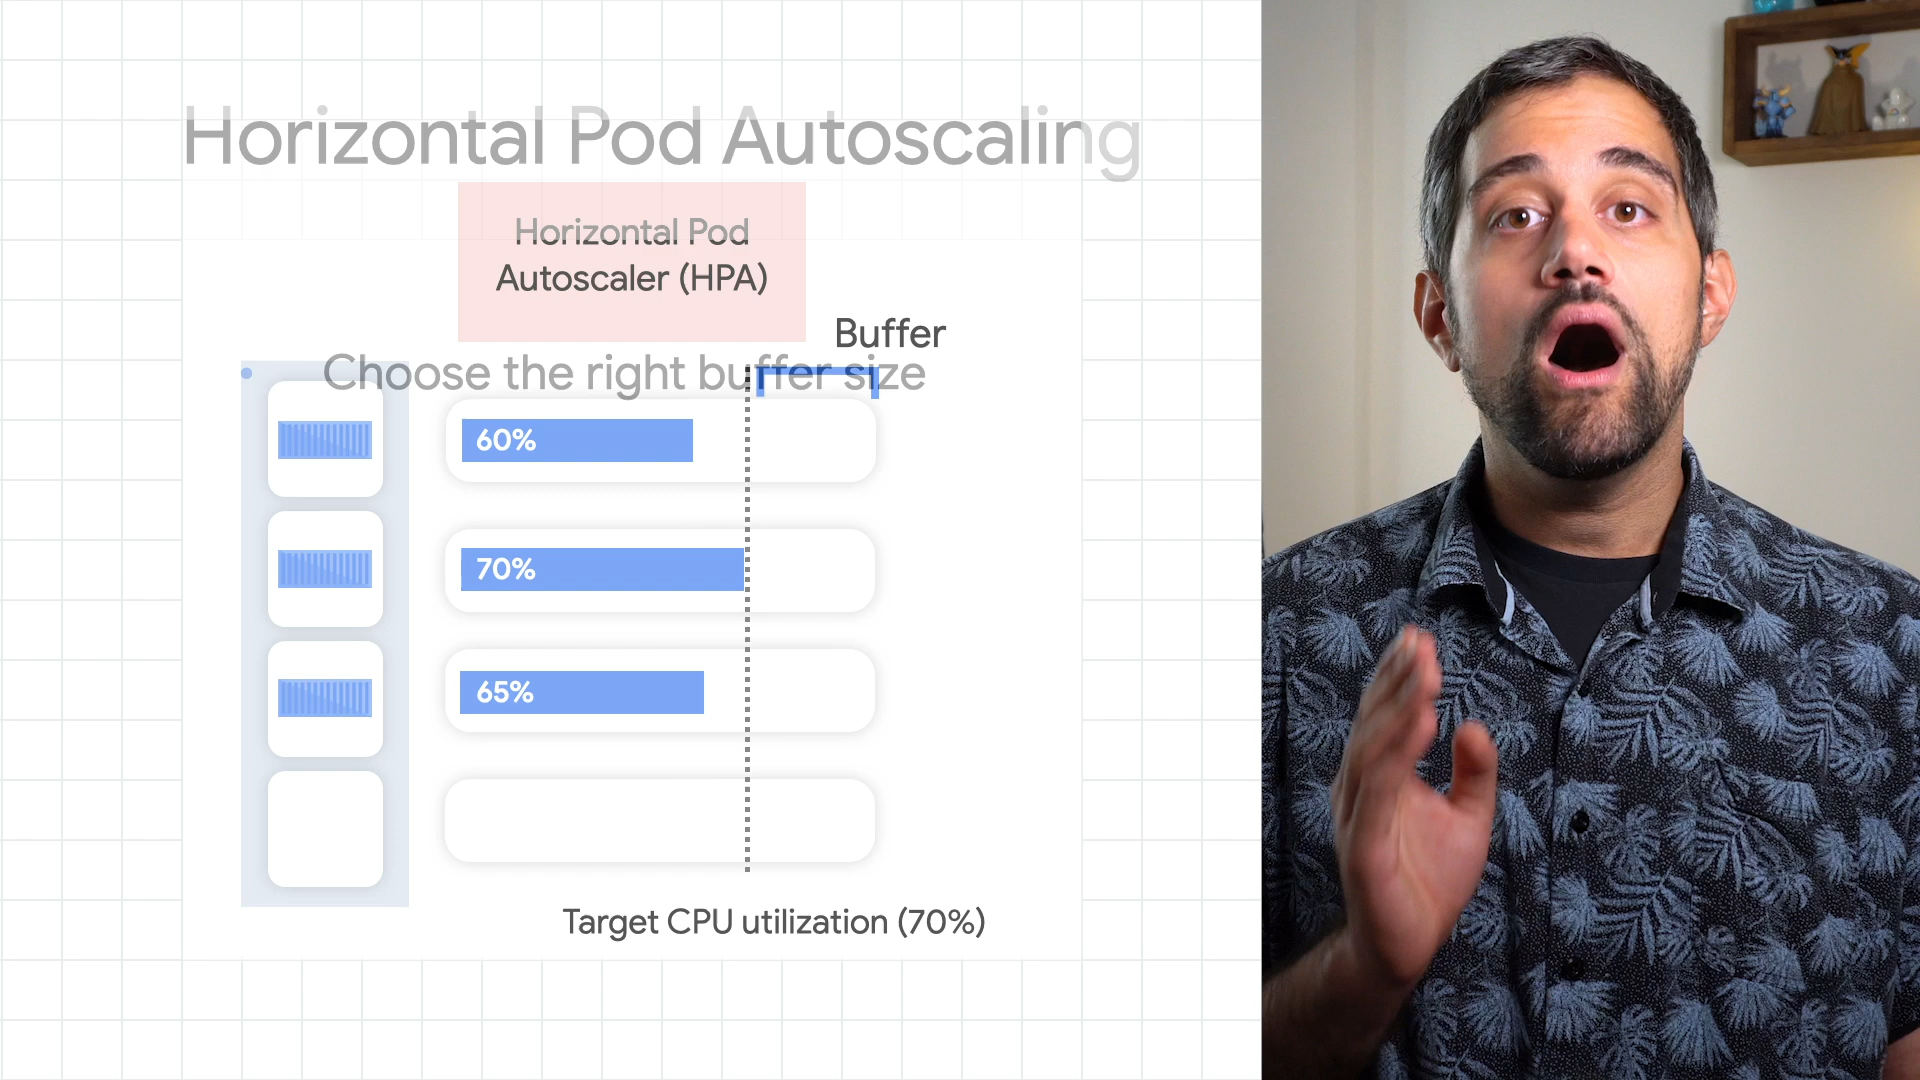 Horizontal Pod Autoscaling
Horizontal Pod
Autoscaler (HPA)
Buffer
Choose the right buffer size
60%
70%
65%
Target CPU utilization (70%)